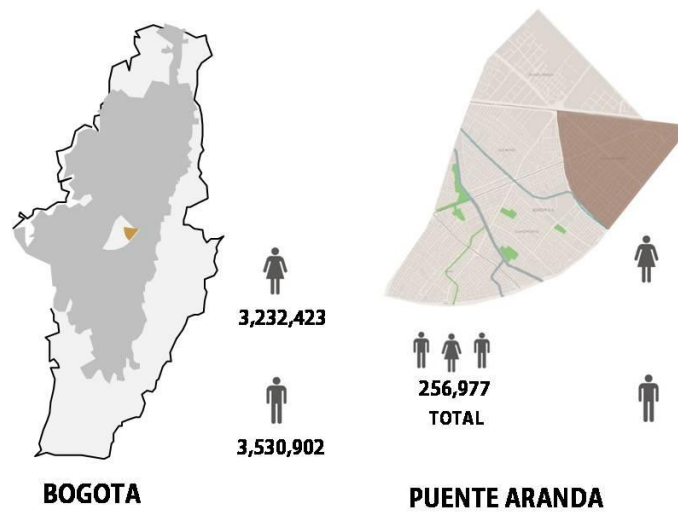 3,232,423
3,530,902
BOGOTA
256,977
TOTAL
PUENTE ARANDA